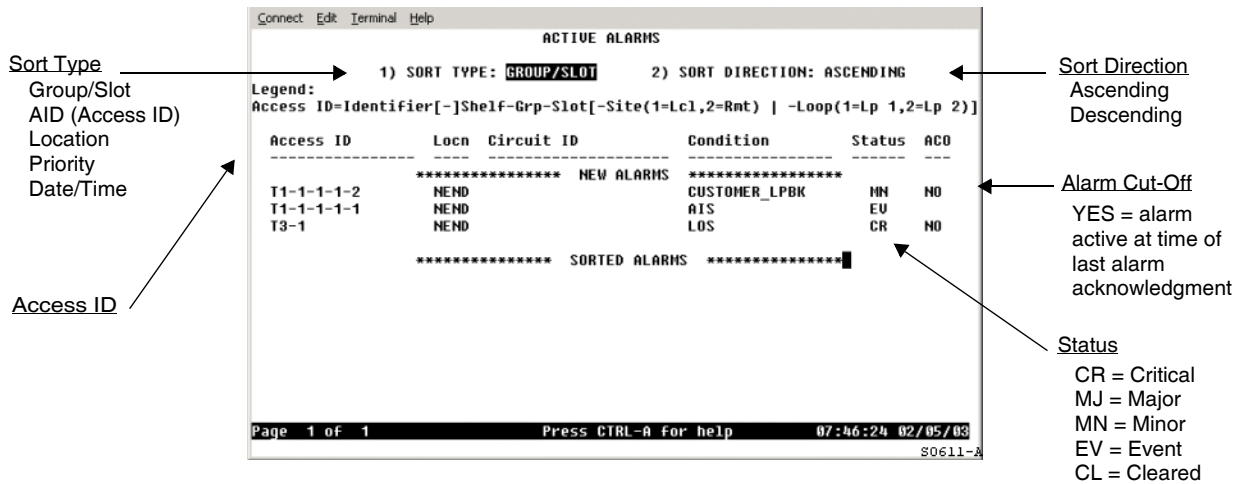 Connect Edit Terminal Help
ACTIVE ALARMS
1) SORT TYPE: GROUP/SLOT 2) SORT DIRECTION: ASCENDING
Legend:
Access ID=Identifier[-]Shelf-Grp-Slot[-Site(1=Lcl,2=Rmt) | -Loop(1=Lp 1,2=Lp 2)]
Access ID Locn Circuit ID Condition Status ACO
---------------- ---- -------------------- ---------------- ------ ---
**************** NEW ALARMS *****************
T1-1-1-1-2 NEND CUSTOMER_LPBK MN NO
T1-1-1-1-1 NEND AIS EV
T3-1 NEND LOS CR NO
*************** SORTED ALARMS ***************
Page 1 of 1 Press CTRL-A for help 07:46:24 02/05/03
S0611-A
Sort Type
Group/Slot
AID (Access ID)
Location
Priority
Date/Time
Access ID
Sort Direction
Ascending
Descending
Alarm Cut-Off
YES = alarm
active at time of
last alarm
acknowledgment
Status
CR = Critical
MJ = Major
MN = Minor
EV = Event
CL = Cleared